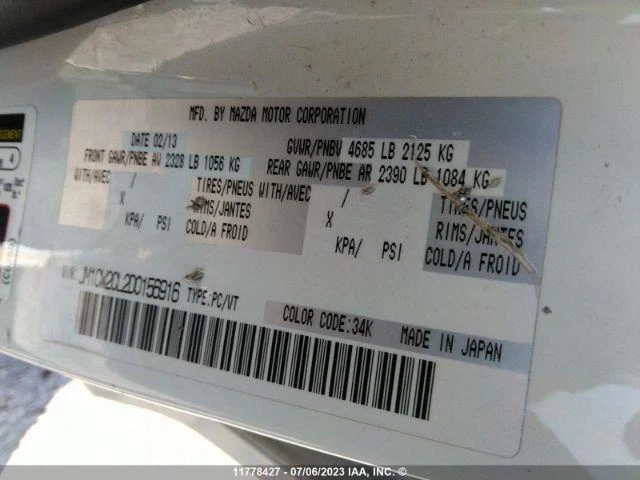 MFD. BY MAZDA MOTOR CORPORATION
DATE 02/13
GVWR/PNBV 4685 LB 2125 KG
FRONT GAWR/PNBE AV 2328 LB 1056 KG
REAR GAWR/PNBE AR 2390 LB 1084 KG
WITH/AVEC / TIRES/PNEUS
WITH/AVEC / TIRES/PNEUS
X RIMS/JANTES
X RIMS/JANTES
KPA/ PSI COLD/A FROID
KPA/ PSI COLD/A FROID
VIN: JM1CW2CL2D0156916 TYPE:PC/VT
COLOR CODE:34K MADE IN JAPAN
11778427 - 07/06/2023 IAA, INC. ©